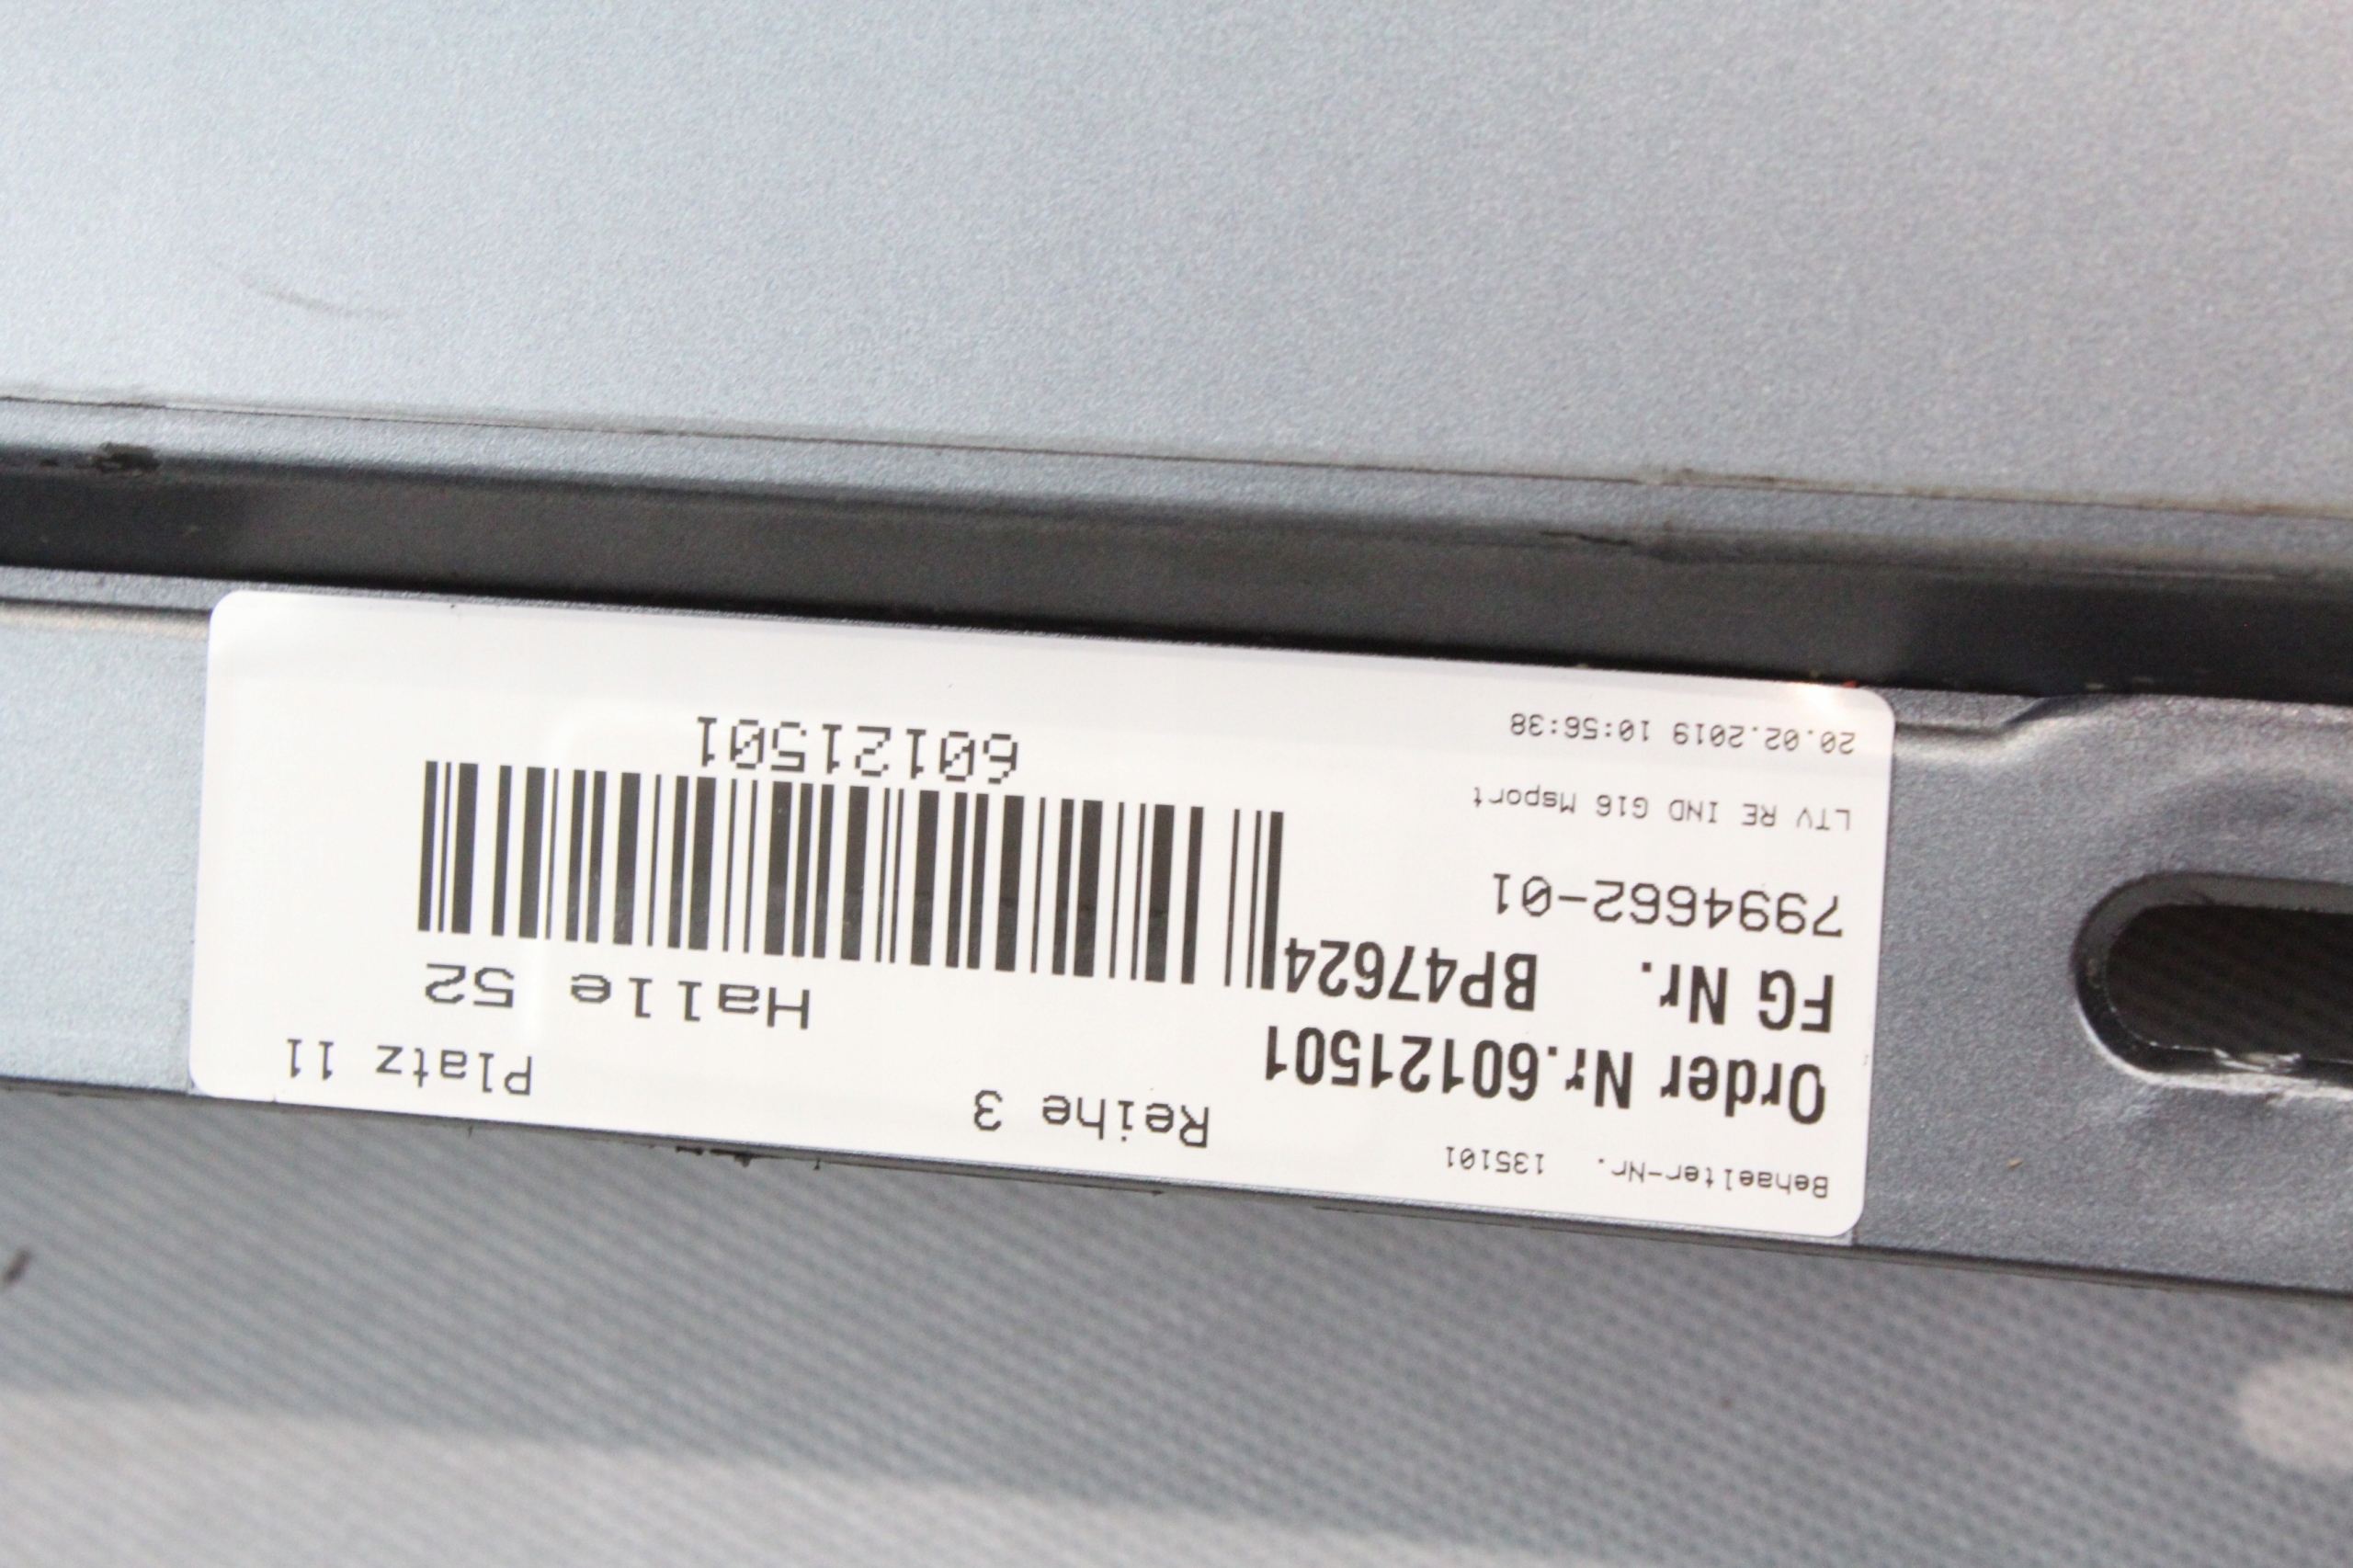 Behaelter-Nr. 135101
Reihe 3
Platz 11
Order Nr.60121501
Halle 52
FG Nr. BP47624
7994662-01
LTV RE IND G16 Msport
60121501
20.02.2019 10:56:38